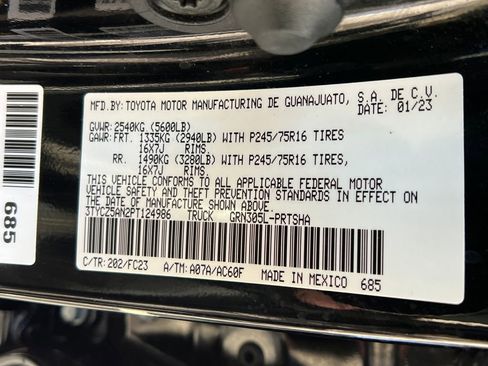 MFD.BY:TOYOTA MOTOR MANUFACTURING DE GUANAJUATO, S.A. DE C.V.
DATE: 01/23
GVWR:2540KG (5600LB)
GAWR:FRT. 1335KG (2940LB) WITH P245/75R16 TIRES
16X7J RIMS,
RR. 1490KG (3280LB) WITH P245/75R16 TIRES,
16X7J RIMS.
THIS VEHICLE CONFORMS TO ALL APPLICABLE FEDERAL MOTOR
VEHICLE SAFETY AND THEFT PREVENTION STANDARDS IN EFFECT ON
THE DATE OF MANUFACTURE SHOWN ABOVE.
3TYCZ5AN2PT124986 TRUCK GRN305L-PRTSHA
C/TR:202/FC23 A/TM:A07A/AC60F MADE IN MEXICO 685
685